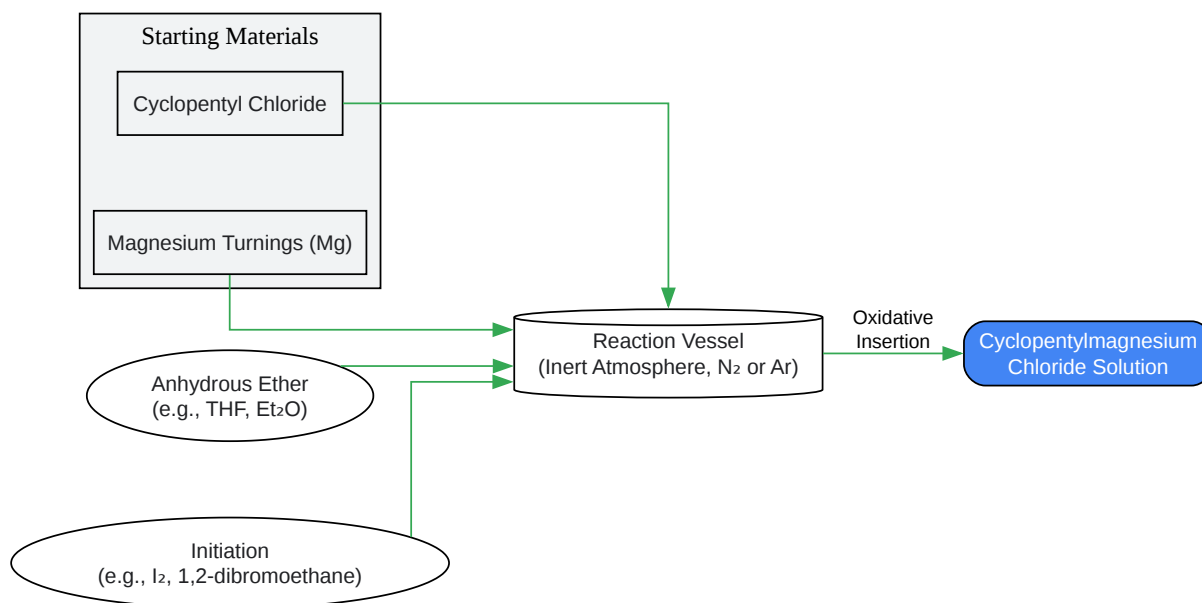 Starting Materials
Cyclopentyl Chloride
Magnesium Turnings (Mg)
Anhydrous Ether
(e.g., THF, Et₂O)
Initiation
(e.g., I₂, 1,2-dibromoethane)
Reaction Vessel
(Inert Atmosphere, N₂ or Ar)
Oxidative
Insertion
Cyclopentylmagnesium
Chloride Solution